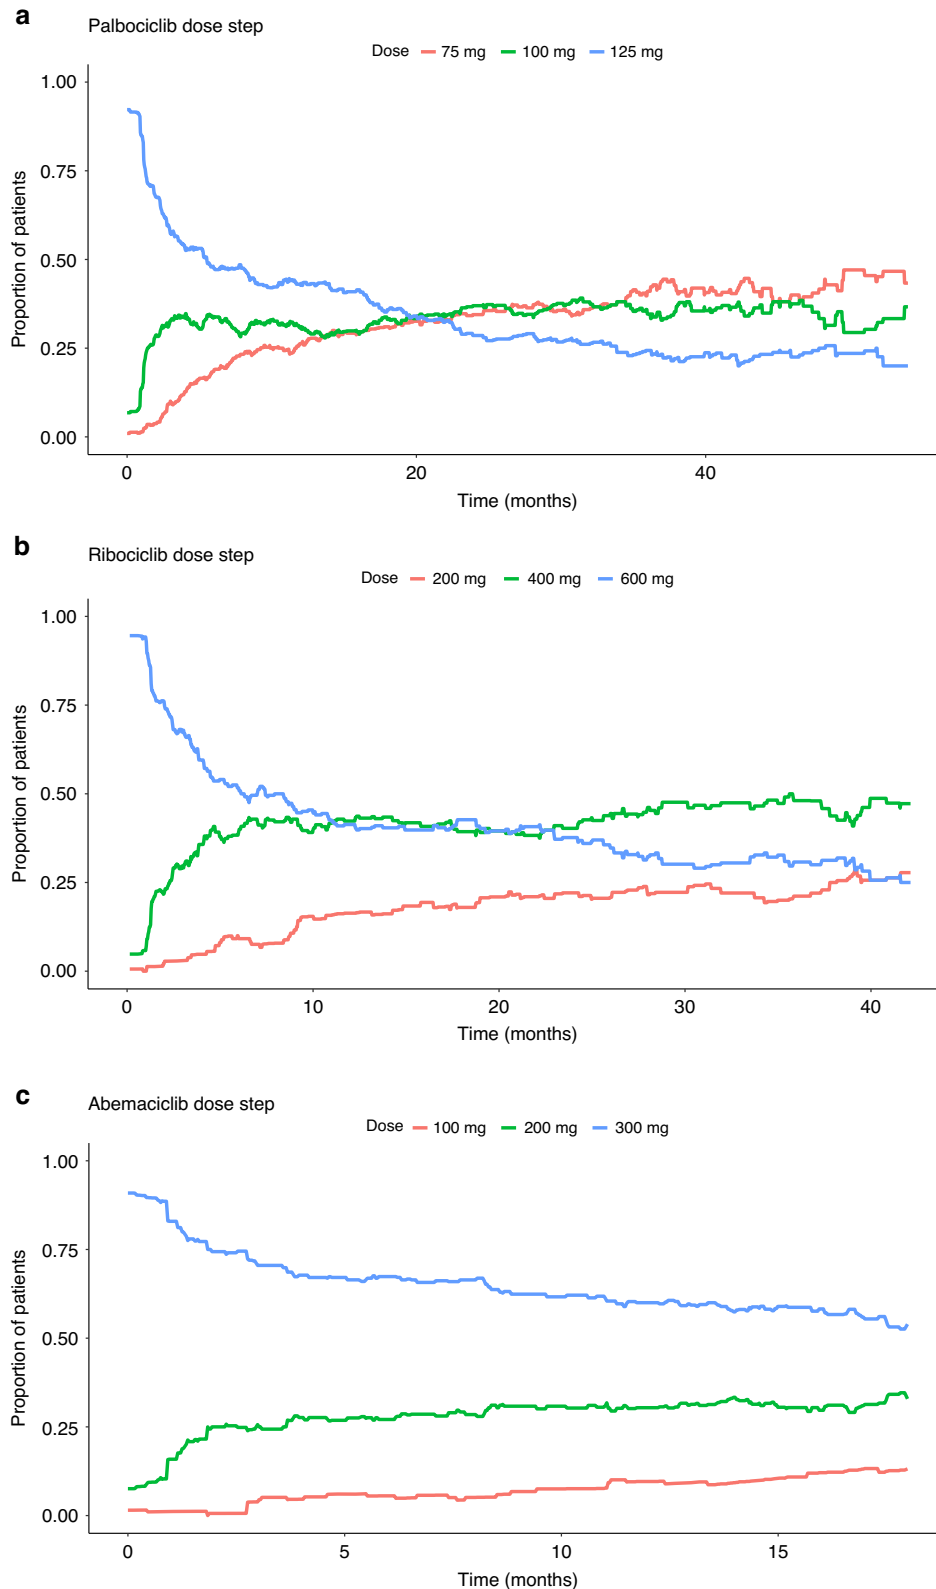 a
Palbociclib dose step
Dose 75 mg 100 mg 125 mg
1.00
0.75
0.50
0.25
0.00
Proportion of patients
0 20 40
Time (months)
b
Ribociclib dose step
Dose 200 mg 400 mg 600 mg
1.00
0.75
0.50
0.25
0.00
Proportion of patients
0 10 20 30 40
Time (months)
c
Abemaciclib dose step
Dose 100 mg 200 mg 300 mg
1.00
0.75
0.50
0.25
0.00
Proportion of patients
0 5 10 15
Time (months)